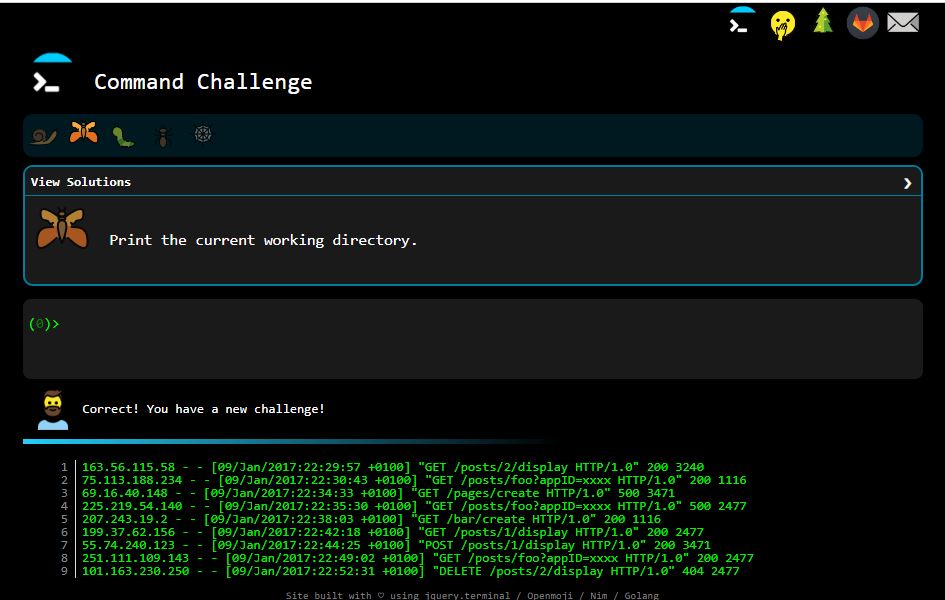 Command Challenge
View Solutions
Print the current working directory.
(0)>
Correct! You have a new challenge!
1 163.56.115.58 - - [09/Jan/2017:22:29:57 +0100] "GET /posts/2/display HTTP/1.0" 200 3240
2 75.113.188.234 - - [09/Jan/2017:22:30:43 +0100] "GET /posts/foo?appID=xxxx HTTP/1.0" 200 1116
3 69.16.40.148 - - [09/Jan/2017:22:34:33 +0100] "GET /pages/create HTTP/1.0" 500 3471
4 225.219.54.140 - - [09/Jan/2017:22:35:30 +0100] "GET /posts/foo?appID=xxxx HTTP/1.0" 500 2477
5 207.243.19.2 - - [09/Jan/2017:22:38:03 +0100] "GET /bar/create HTTP/1.0" 200 1116
6 199.37.62.156 - - [09/Jan/2017:22:42:18 +0100] "GET /posts/1/display HTTP/1.0" 200 2477
7 55.74.240.123 - - [09/Jan/2017:22:44:25 +0100] "POST /posts/1/display HTTP/1.0" 200 3471
8 251.111.109.143 - - [09/Jan/2017:22:49:02 +0100] "GET /posts/foo?appID=xxxx HTTP/1.0" 200 2477
9 101.163.230.250 - - [09/Jan/2017:22:52:31 +0100] "DELETE /posts/2/display HTTP/1.0" 404 2477
Site built with ♡ using jquery.terminal / Openmoji / Nim / Golang